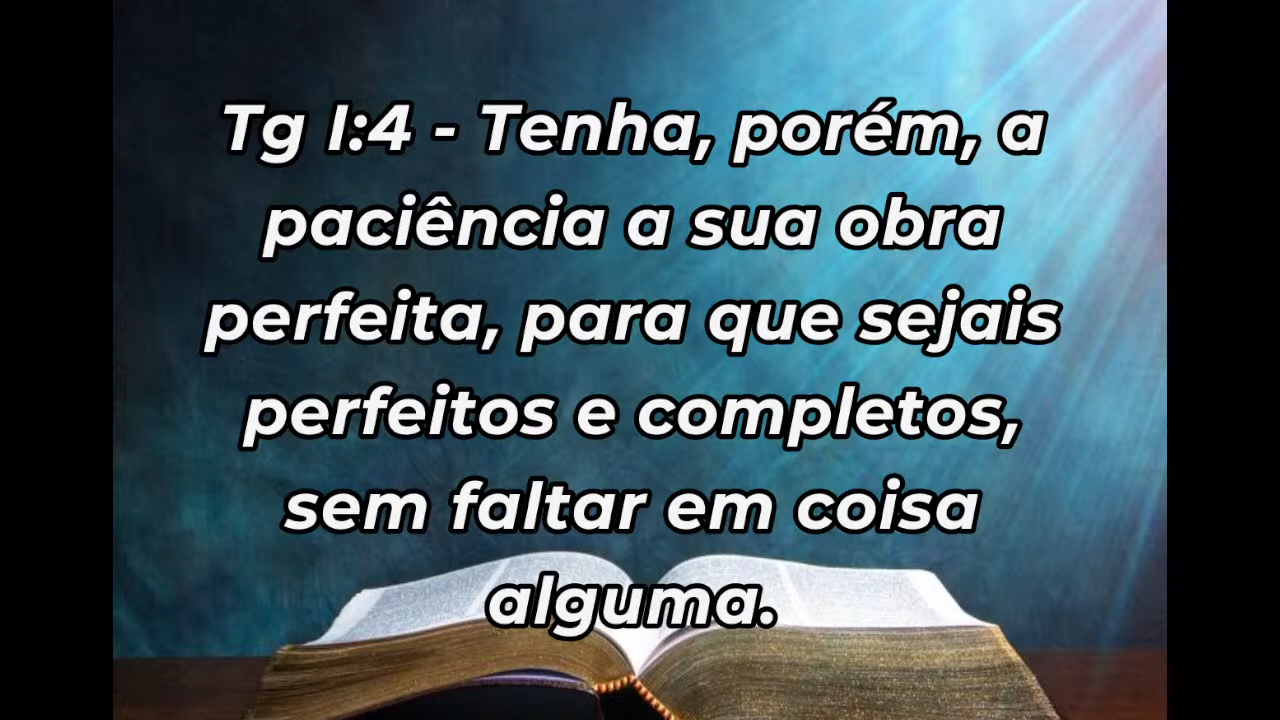 Tg 1:4 - Tenha, porém, a
paciência a sua obra
perfeita, para que sejais
perfeitos e completos,
sem faltar em coisa
alguma.